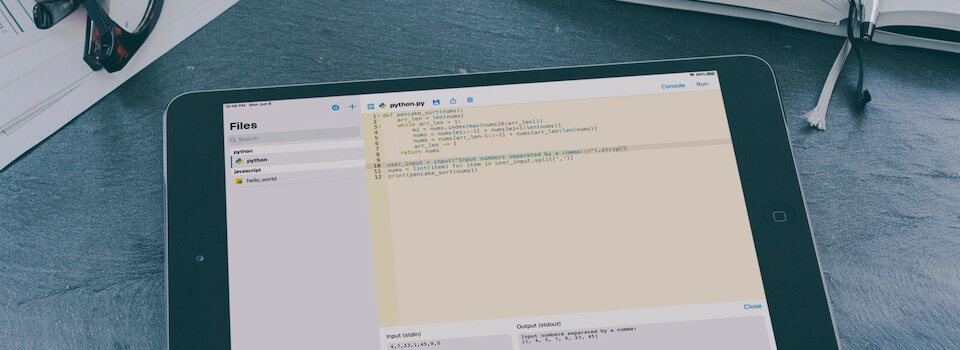 10:46 PM Mon Jun 8
98%
Files
Search
python
python
javascript
hello_world
python.py
Console
Run
1 def pancake_sort(nums):
2 arr_len = len(nums)
3 while arr_len > 1:
4 mi = nums.index(max(nums[0:arr_len]))
5 nums = nums[mi::-1] + nums[mi+1:len(nums)]
6 nums = nums[arr_len-1::-1] + nums[arr_len:len(nums)]
7 arr_len -= 1
8 return nums
9
10 user_input = input("Input numbers separated by a comma:\n").strip()
11 nums = [int(item) for item in user_input.split(',')]
12 print(pancake_sort(nums))
Close
Input (stdin)
4,7,23,1,45,9,5
Output (stdout)
Input numbers separated by a comma:
[1, 4, 5, 7, 9, 23, 45]